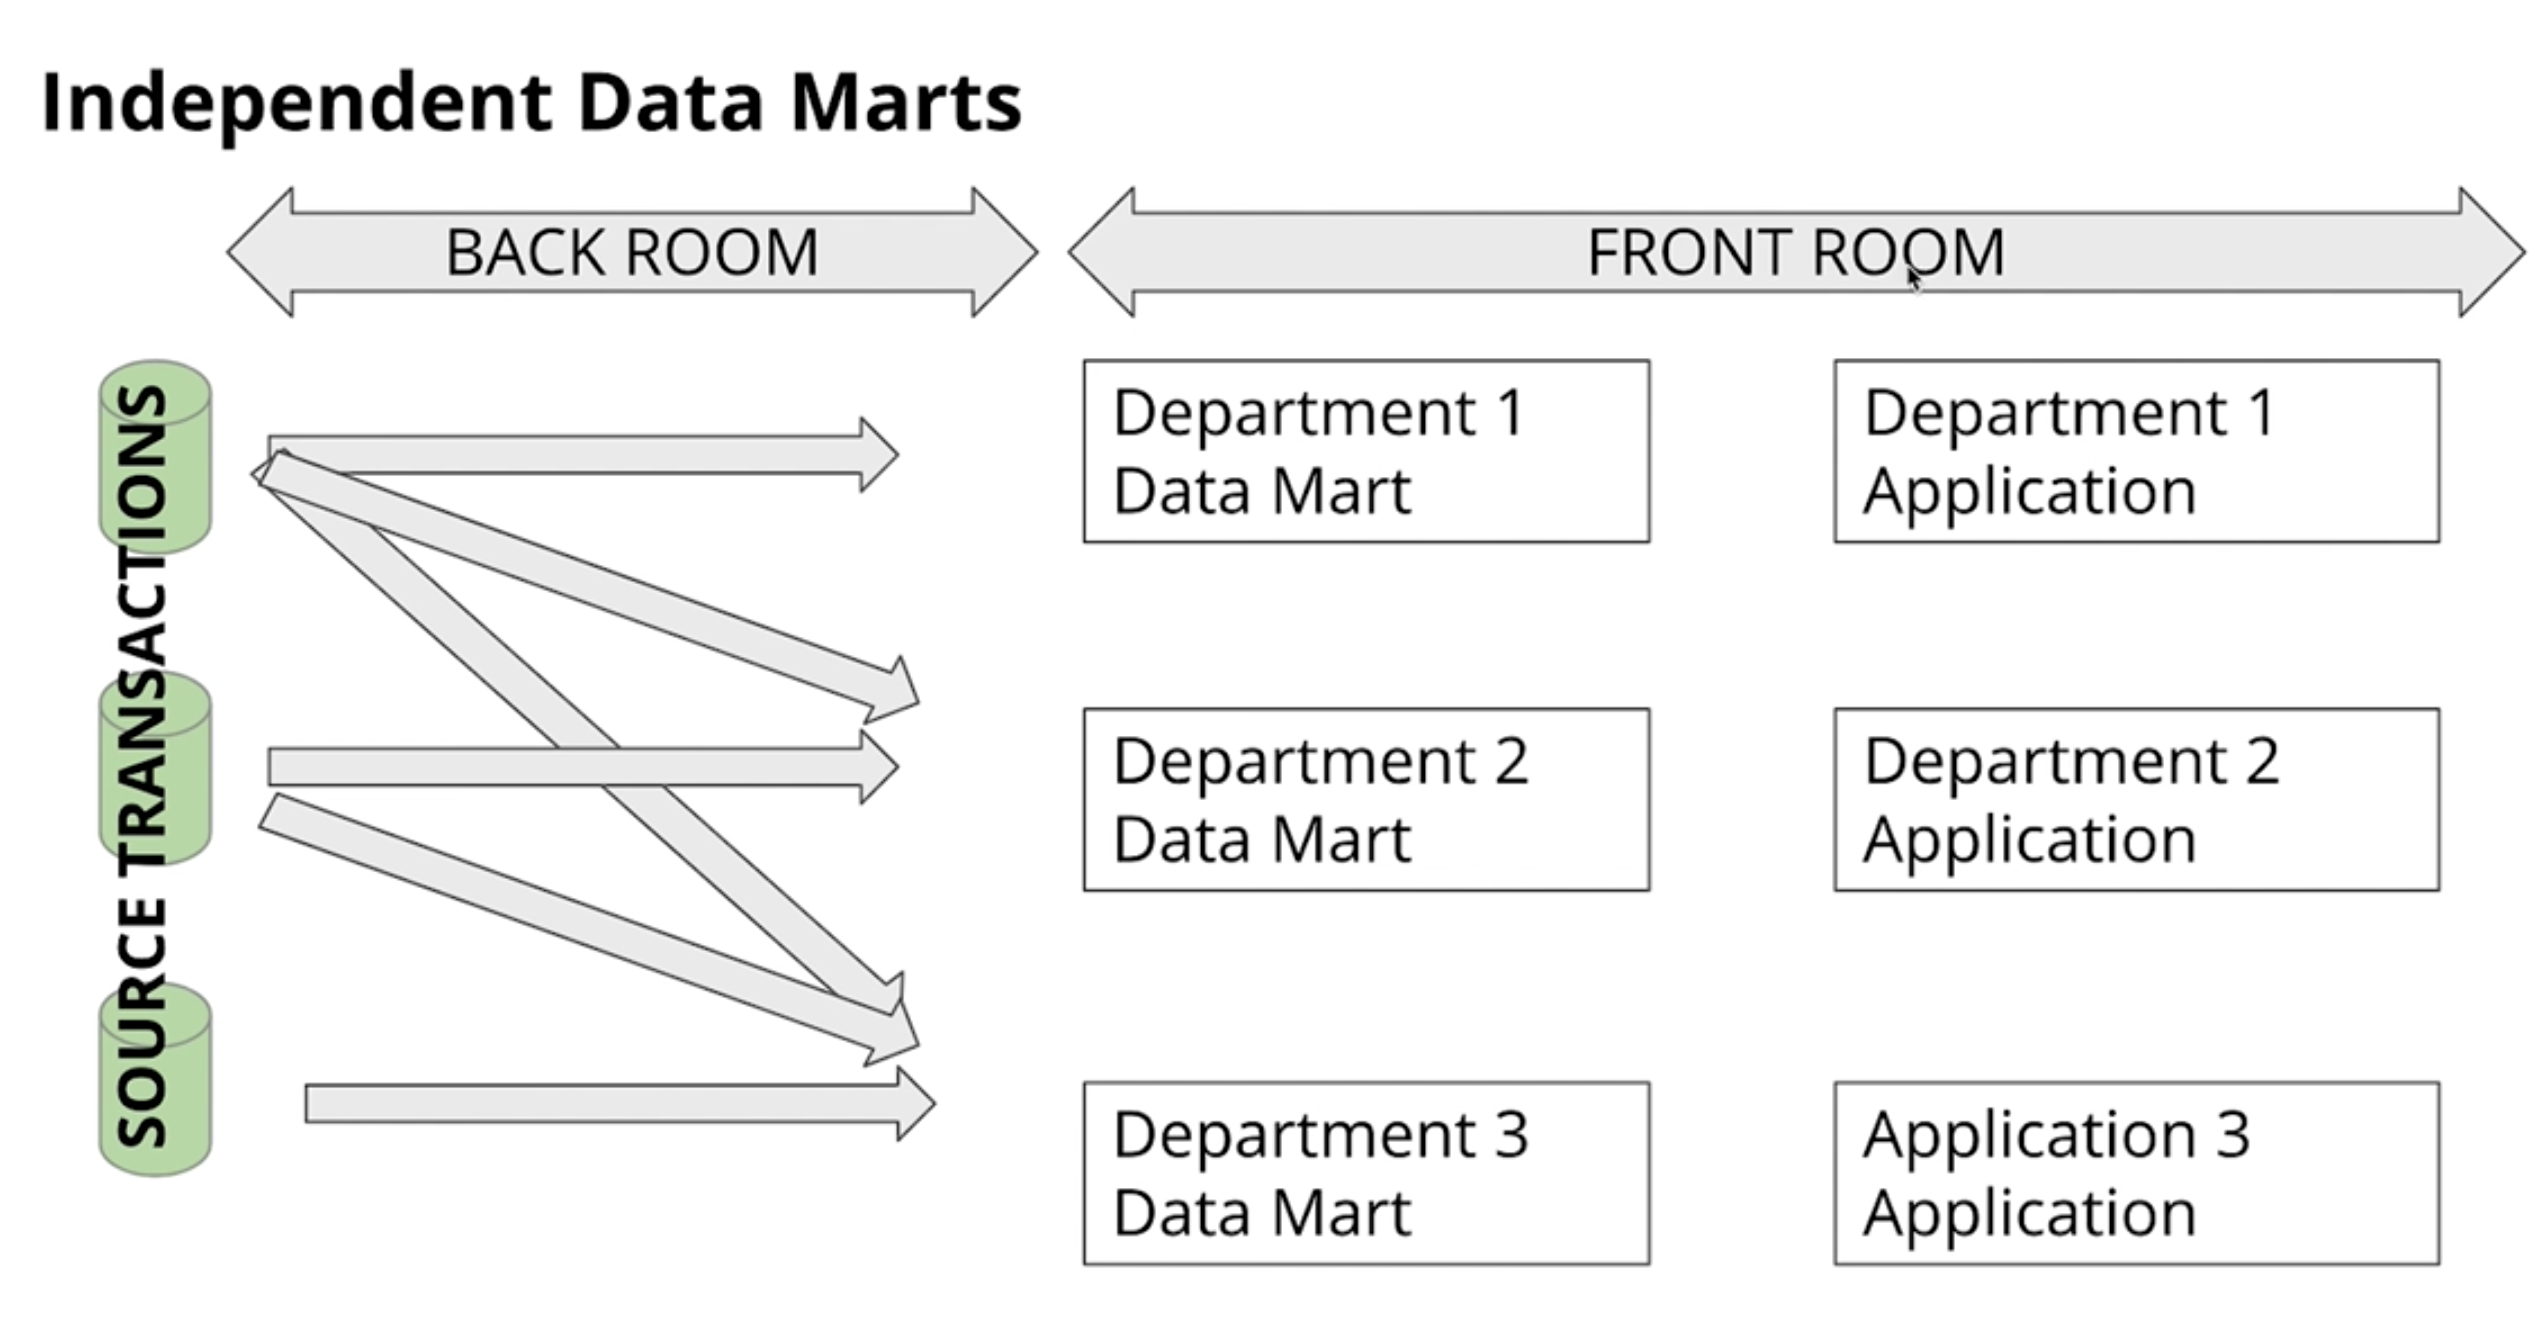 Independent Data Marts
BACK ROOM
FRONT ROOM
SOURCE TRANSACTIONS
Department 1
Data Mart
Department 1
Application
Department 2
Data Mart
Department 2
Application
Department 3
Data Mart
Application 3
Application